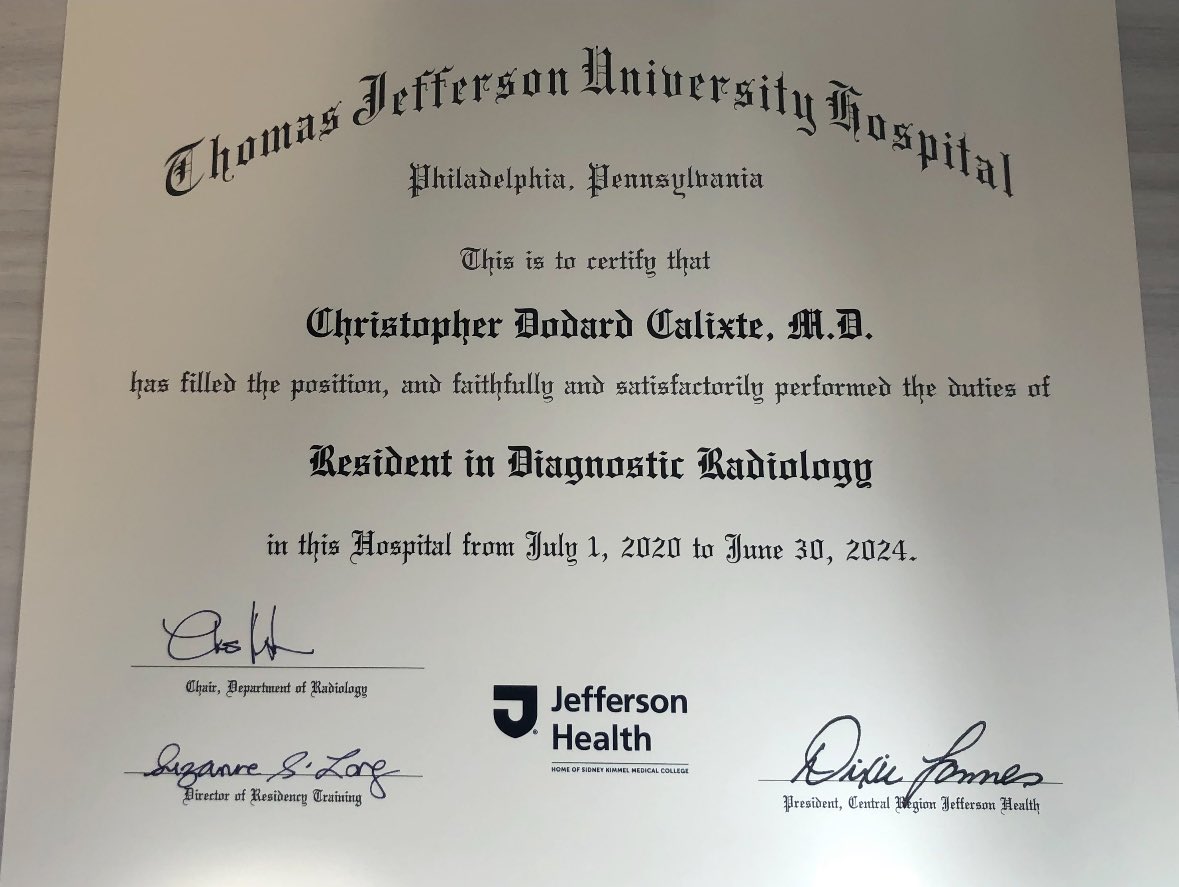 Thomas Jefferson University Hospital
Philadelphia, Pennsylvania
This is to certify that
Christopher Dodard Calixte, M.D.
has filled the position, and faithfully and satisfactorily performed the duties of
Resident in Diagnostic Radiology
in this Hospital from July 1, 2020 to June 30, 2024.
Chair, Department of Radiology
Suzanne S. Long
Director of Residency Training
Jefferson
Health
HOME OF SIDNEY KIMMEL MEDICAL COLLEGE
Dixie
President, Central Region Jefferson Health